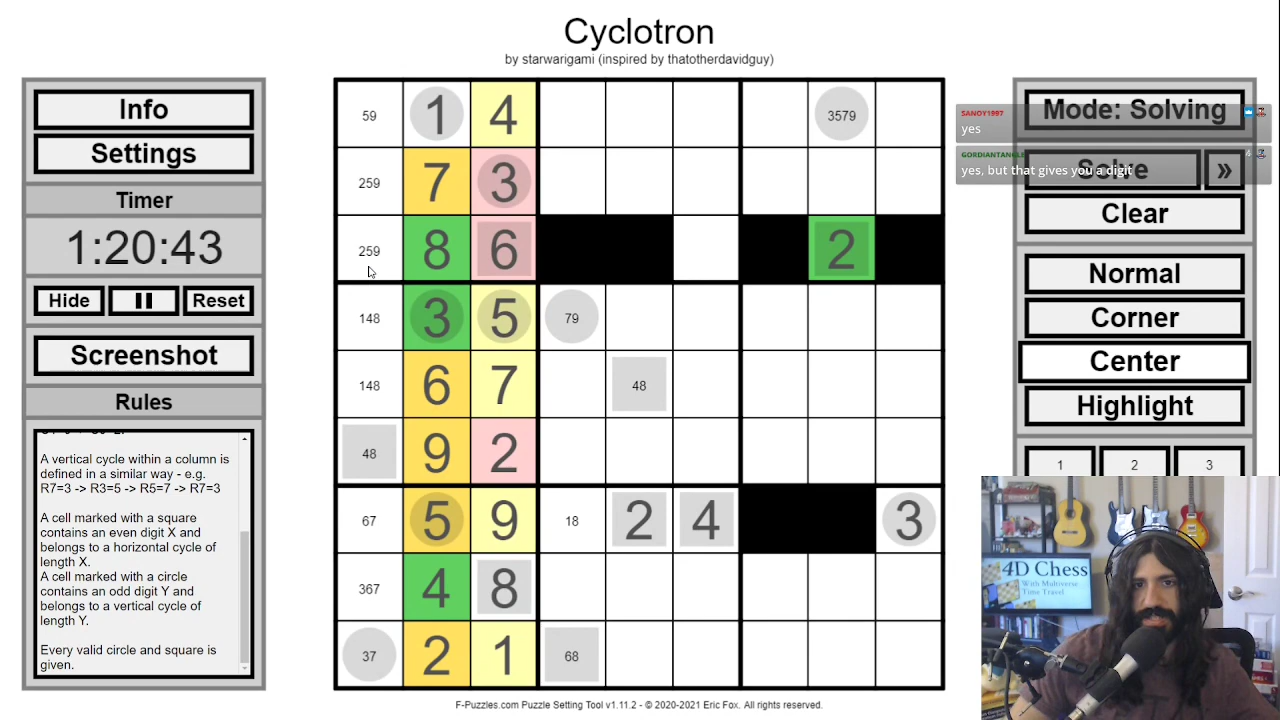 Cyclotron
by starwarigami (inspired by thatotherdavidguy)
Info
Settings
Timer
1:20:43
Hide
Reset
Screenshot
Rules
A vertical cycle within a column is
defined in a similar way - e.g.
R7=3 -> R3=5 -> R5=7 -> R7=3
A cell marked with a square
contains an even digit X and
belongs to a horizontal cycle of
length X.
A cell marked with a circle
contains an odd digit Y and
belongs to a vertical cycle of
length Y.
Every valid circle and square is
given.
59 1 4 3579
259 7 3
259 8 6 2
148 3 5 79
148 6 7 48
48 9 2
67 5 9 18 2 4 3
367 4 8
37 2 1 68
F-Puzzles.com Puzzle Setting Tool v1.11.2 - © 2020-2021 Eric Fox. All rights reserved.
Mode: Solving
SANOY1997
yes
GORDIANTANGLE
yes, but that gives you a digit
Solve »
Clear
Normal
Corner
Center
Highlight
1 2 3
4D CHESS
With Multiverse
Time Travel